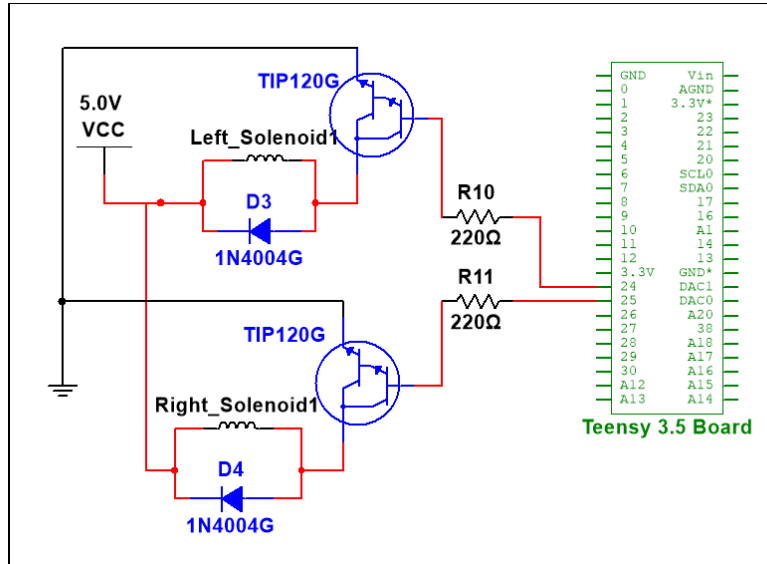 TIP120G
5.0V
VCC
Left_Solenoid1
D3
1N4004G
R10
220Ω
R11
220Ω
TIP120G
Right_Solenoid1
D4
1N4004G
GND Vin
0 AGND
1 3.3V*
2 23
3 22
4 21
5 20
6 SCL0
7 SDA0
8 17
9 16
10 A1
11 14
12 13
3.3V GND*
24 DAC1
25 DAC0
26 A20
27 38
28 A18
29 A17
30 A16
A12 A15
A13 A14
Teensy 3.5 Board